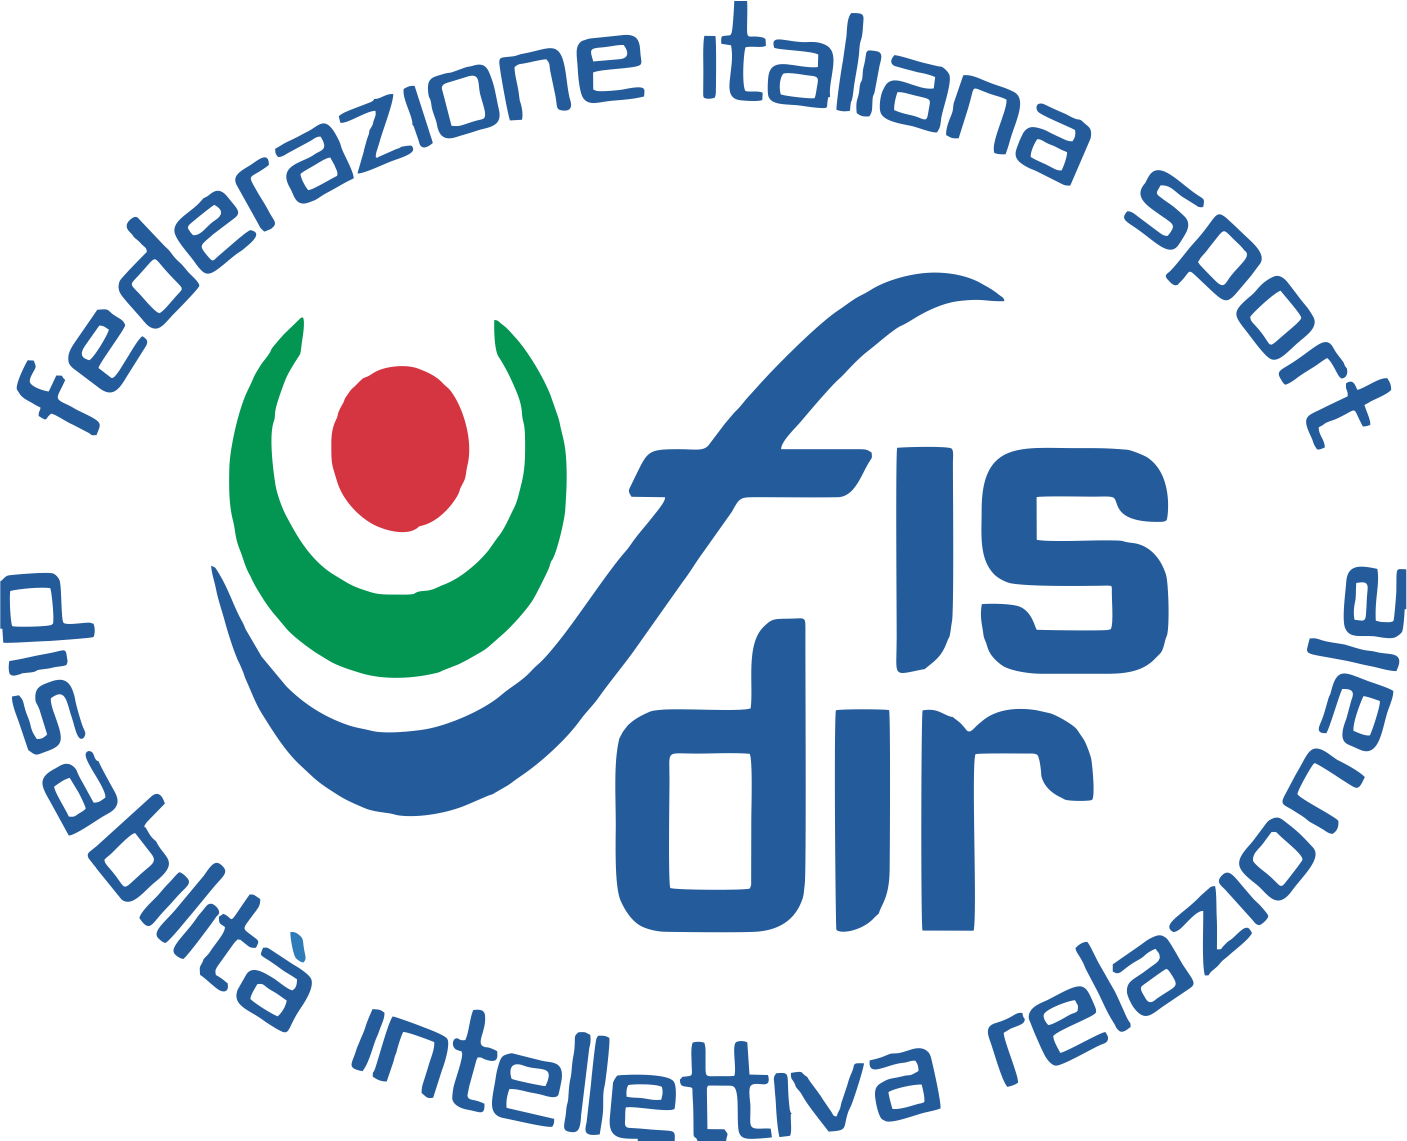 federazione italiana sport
fis
dir
disabilità intellettiva relazionale